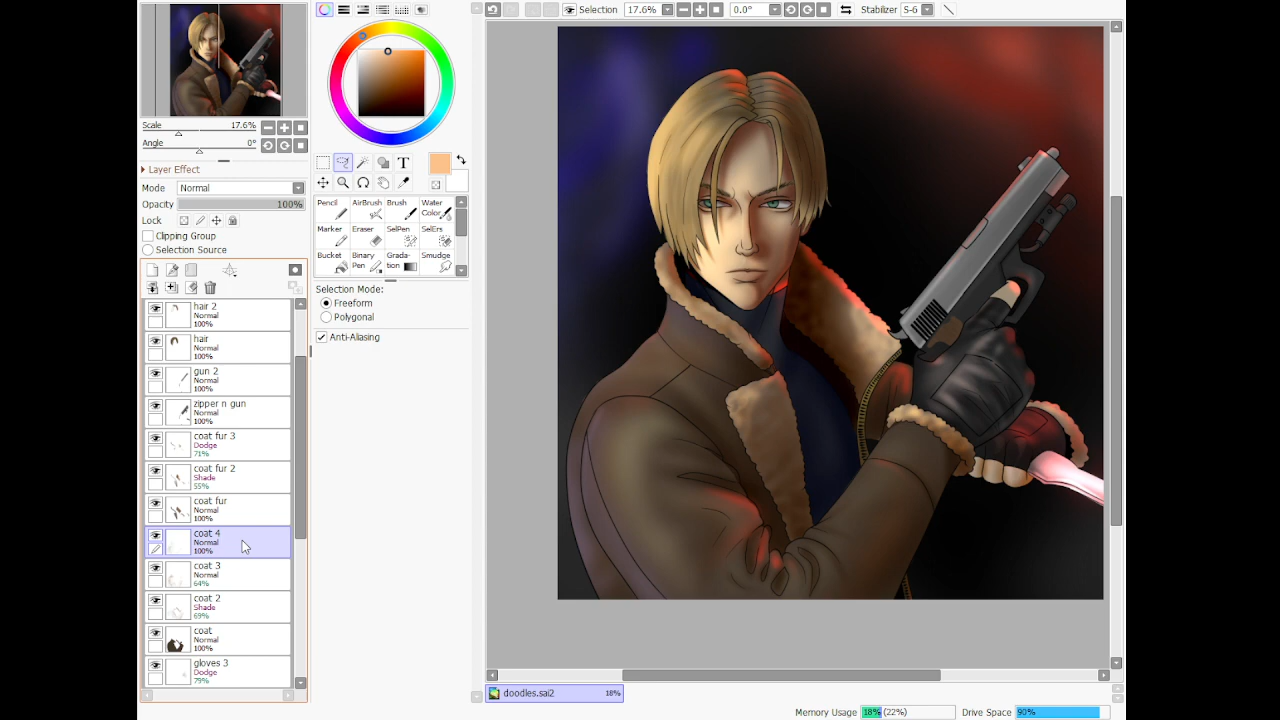 Selection
17.6%
0.0°
Stabilizer
S-6
Scale
17.6%
Angle
0°
Layer Effect
Mode
Normal
Opacity
100%
Lock
Clipping Group
Selection Source
hair 2
Normal
100%
hair
Normal
100%
gun 2
Normal
100%
zipper n gun
Normal
100%
coat fur 3
Dodge
71%
coat fur 2
Shade
55%
coat fur
Normal
100%
coat 4
Normal
100%
coat 3
Normal
64%
coat 2
Shade
69%
coat
Normal
100%
gloves 3
Dodge
79%
T
Pencil
AirBrush
Brush
Water
Color
Marker
Eraser
SelPen
SelErs
Bucket
Binary
Pen
Grada-
tion
Smudge
Selection Mode:
Freeform
Polygonal
Anti-Aliasing
doodles.sai2
18%
Memory Usage
18% (22%)
Drive Space
90%